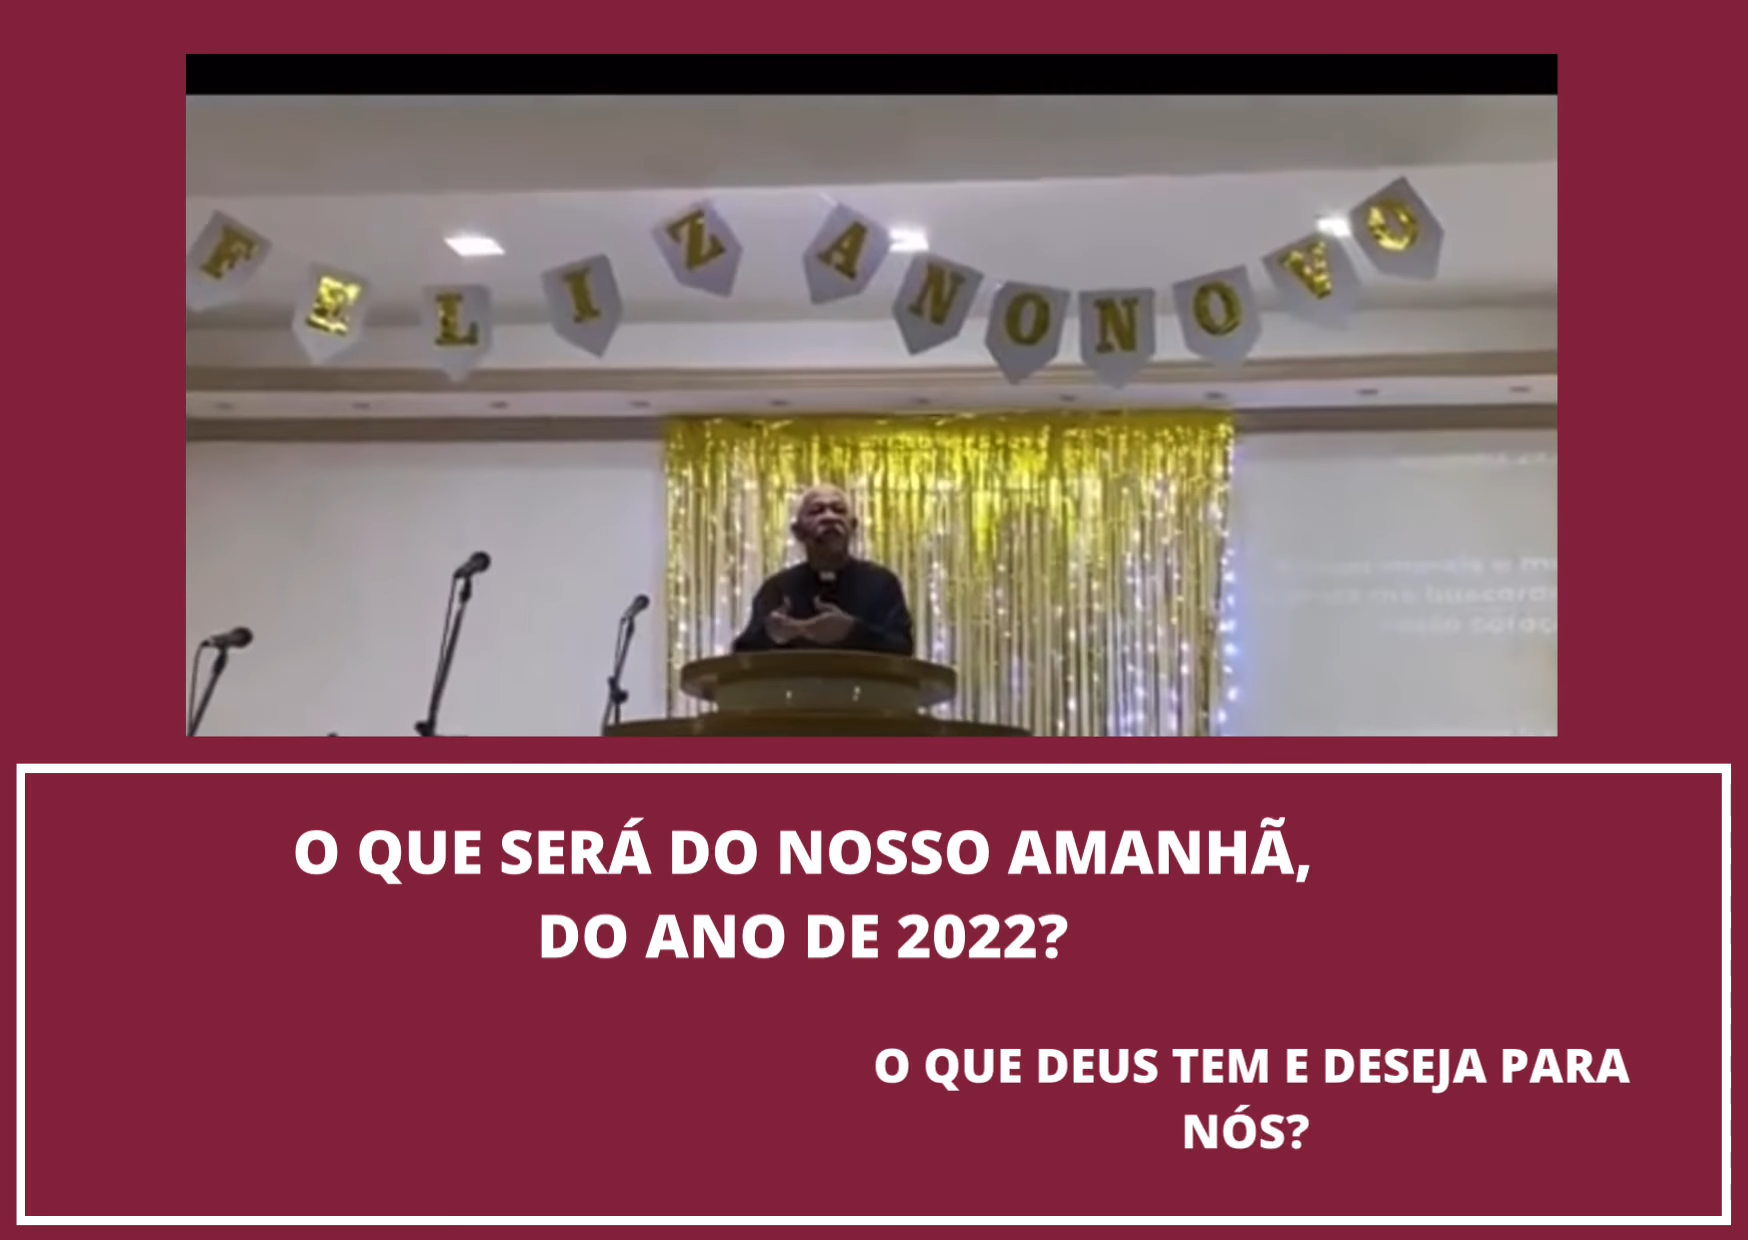 FELIZ ANO NOVO
O QUE SERÁ DO NOSSO AMANHÃ,
DO ANO DE 2022?
O QUE DEUS TEM E DESEJA PARA
NÓS?